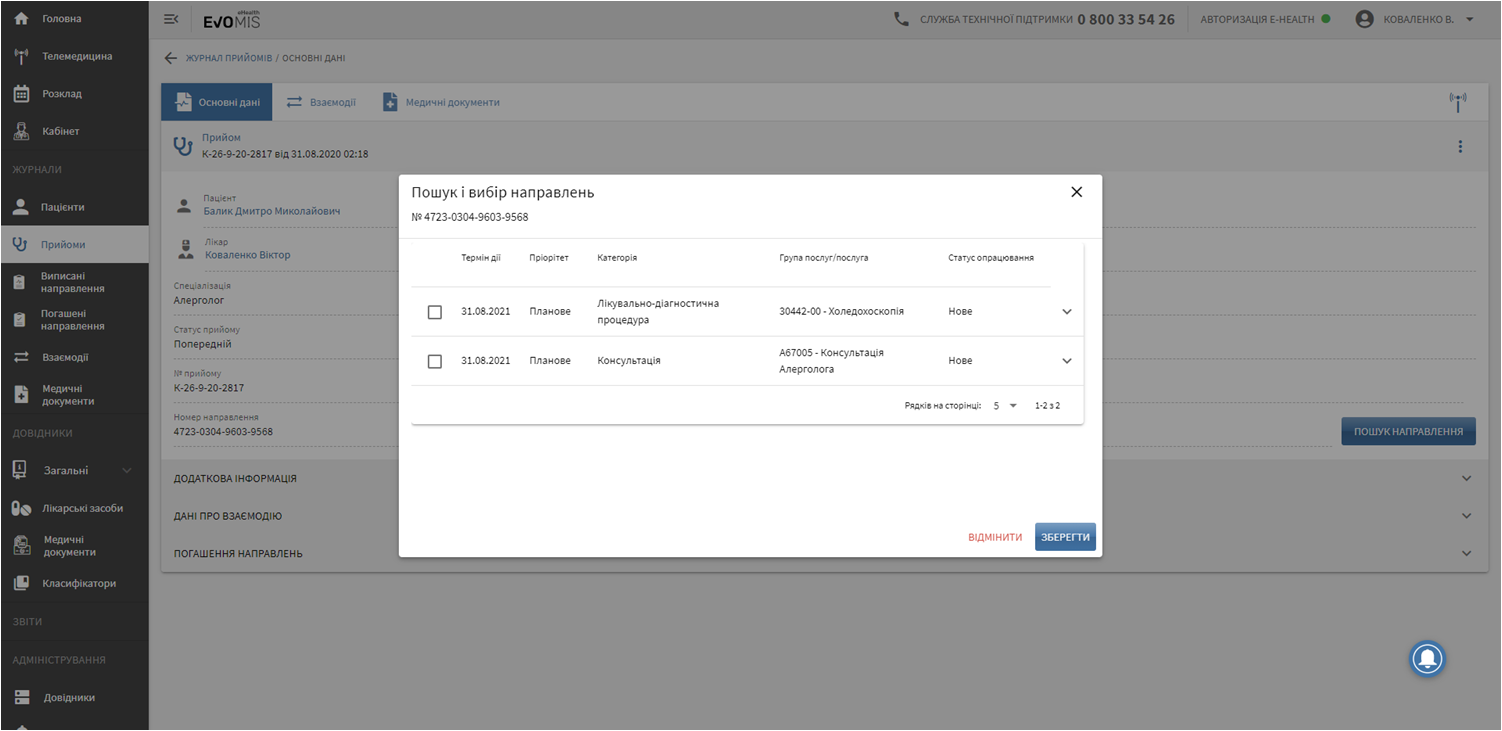 Головна
Телемедицина
Розклад
Кабінет
ЖУРНАЛИ
Пацієнти
Прийоми
Виписані
направлення
Погашені
направлення
Взаємодії
Медичні
документи
ДОВІДНИКИ
Загальні
Лікарські засоби
Медичні
документи
Класифікатори
ЗВІТИ
АДМІНІСТРУВАННЯ
Довідники
eHealth
EVOMIS
СЛУЖБА ТЕХНІЧНОЇ ПІДТРИМКИ 0 800 33 54 26
АВТОРИЗАЦІЯ E-HEALTH
КОВАЛЕНКО В.
ЖУРНАЛ ПРИЙОМІВ / ОСНОВНІ ДАНІ
Основні дані
Взаємодії
Медичні документи
Прийом
К-26-9-20-2817 від 31.08.2020 02:18
Пацієнт
Балик Дмитро Миколайович
Лікар
Коваленко Віктор
Спеціалізація
Алерголог
Статус прийому
Попередній
№ прийому
К-26-9-20-2817
Номер направлення
4723-0304-9603-9568
ПОШУК НАПРАВЛЕННЯ
ДОДАТКОВА ІНФОРМАЦІЯ
ДАНІ ПРО ВЗАЄМОДІЮ
ПОГАШЕННЯ НАПРАВЛЕНЬ
Пошук і вибір направлень
№ 4723-0304-9603-9568
Термін дії Пріорітет Категорія Група послуг/послуга Статус опрацювання
31.08.2021 Планове Лікувально-діагностична процедура 30442-00 - Холедохоскопія Нове
31.08.2021 Планове Консультація A67005 - Консультація Алерголога Нове
Рядків на сторінці: 5 1-2 з 2
ВІДМІНИТИ
ЗБЕРЕГТИ